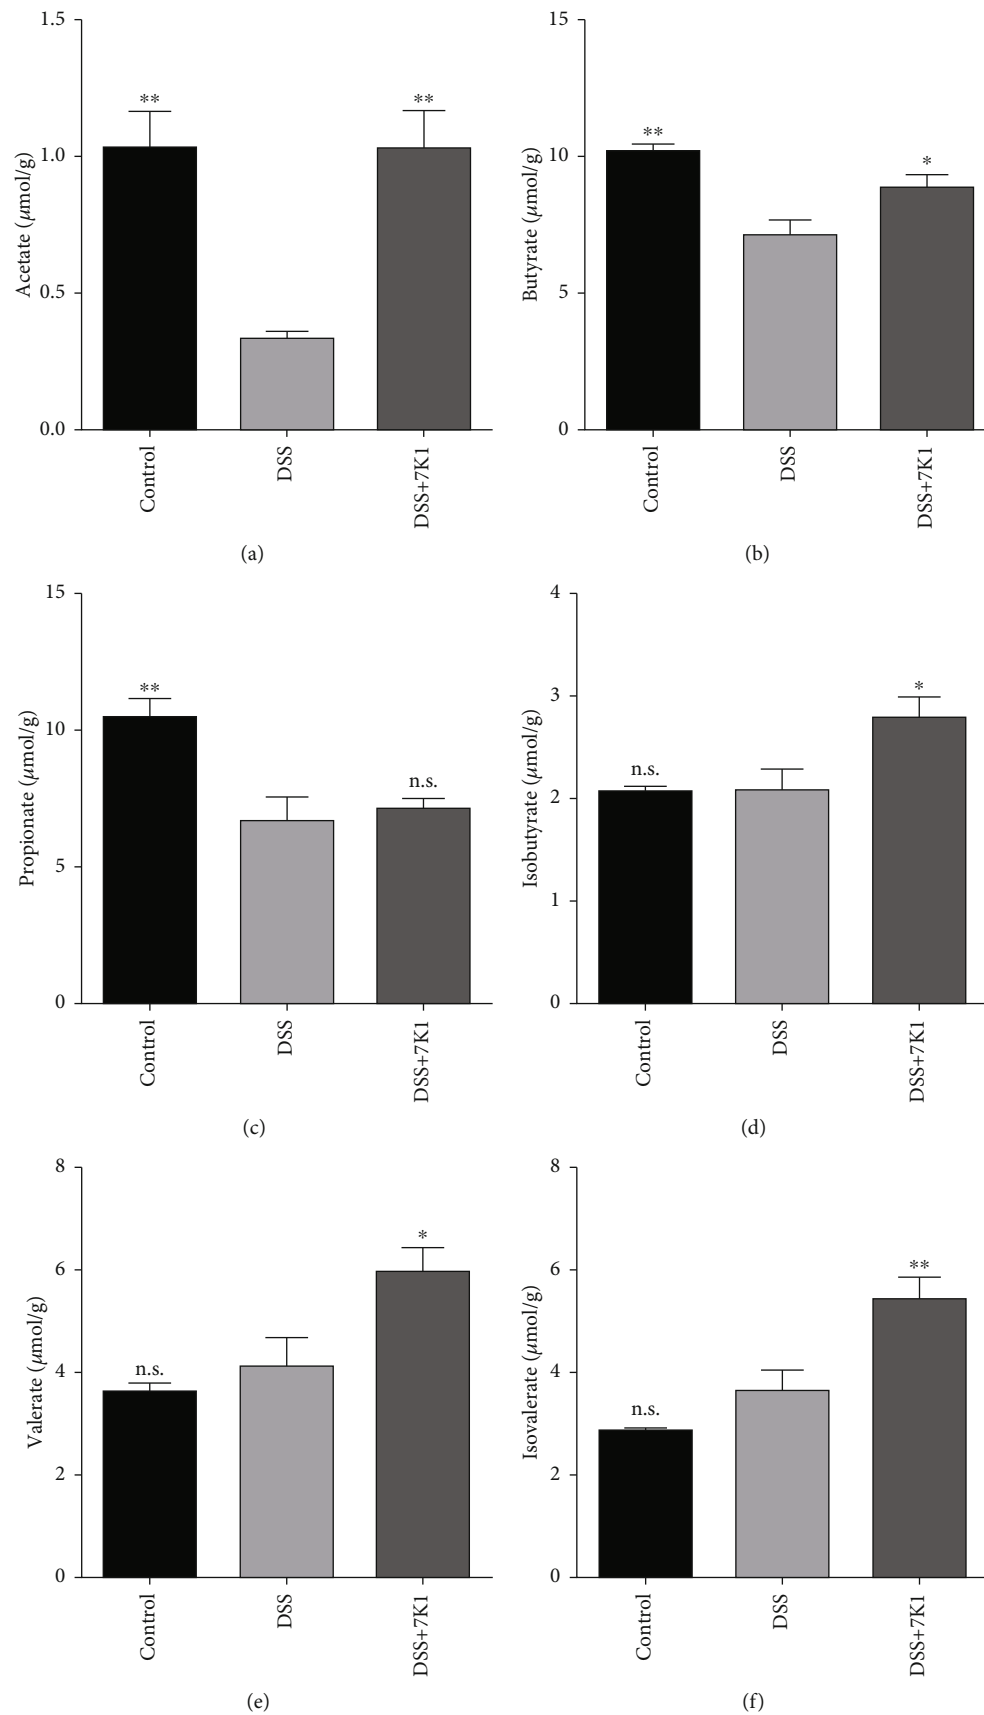 Acetate (μmol/g)
1.5
1.0
0.5
0.0
**
**
Control
DSS
DSS+7K1
(a)
Butyrate (μmol/g)
15
10
5
0
**
*
Control
DSS
DSS+7K1
(b)
Propionate (μmol/g)
15
10
5
0
**
n.s.
Control
DSS
DSS+7K1
(c)
Isobutyrate (μmol/g)
4
3
2
1
0
n.s.
*
Control
DSS
DSS+7K1
(d)
Valerate (μmol/g)
8
6
4
2
0
n.s.
*
Control
DSS
DSS+7K1
(e)
Isovalerate (μmol/g)
8
6
4
2
0
n.s.
**
Control
DSS
DSS+7K1
(f)